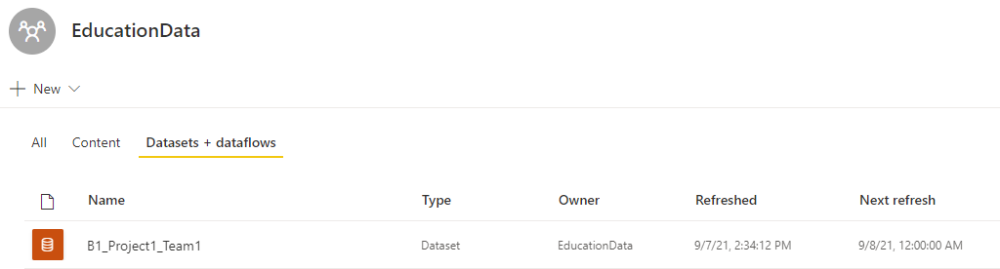 EducationData
New
All Content Datasets + dataflows
Name Type Owner Refreshed Next refresh
B1_Project1_Team1 Dataset EducationData 9/7/21, 2:34:12 PM 9/8/21, 12:00:00 AM